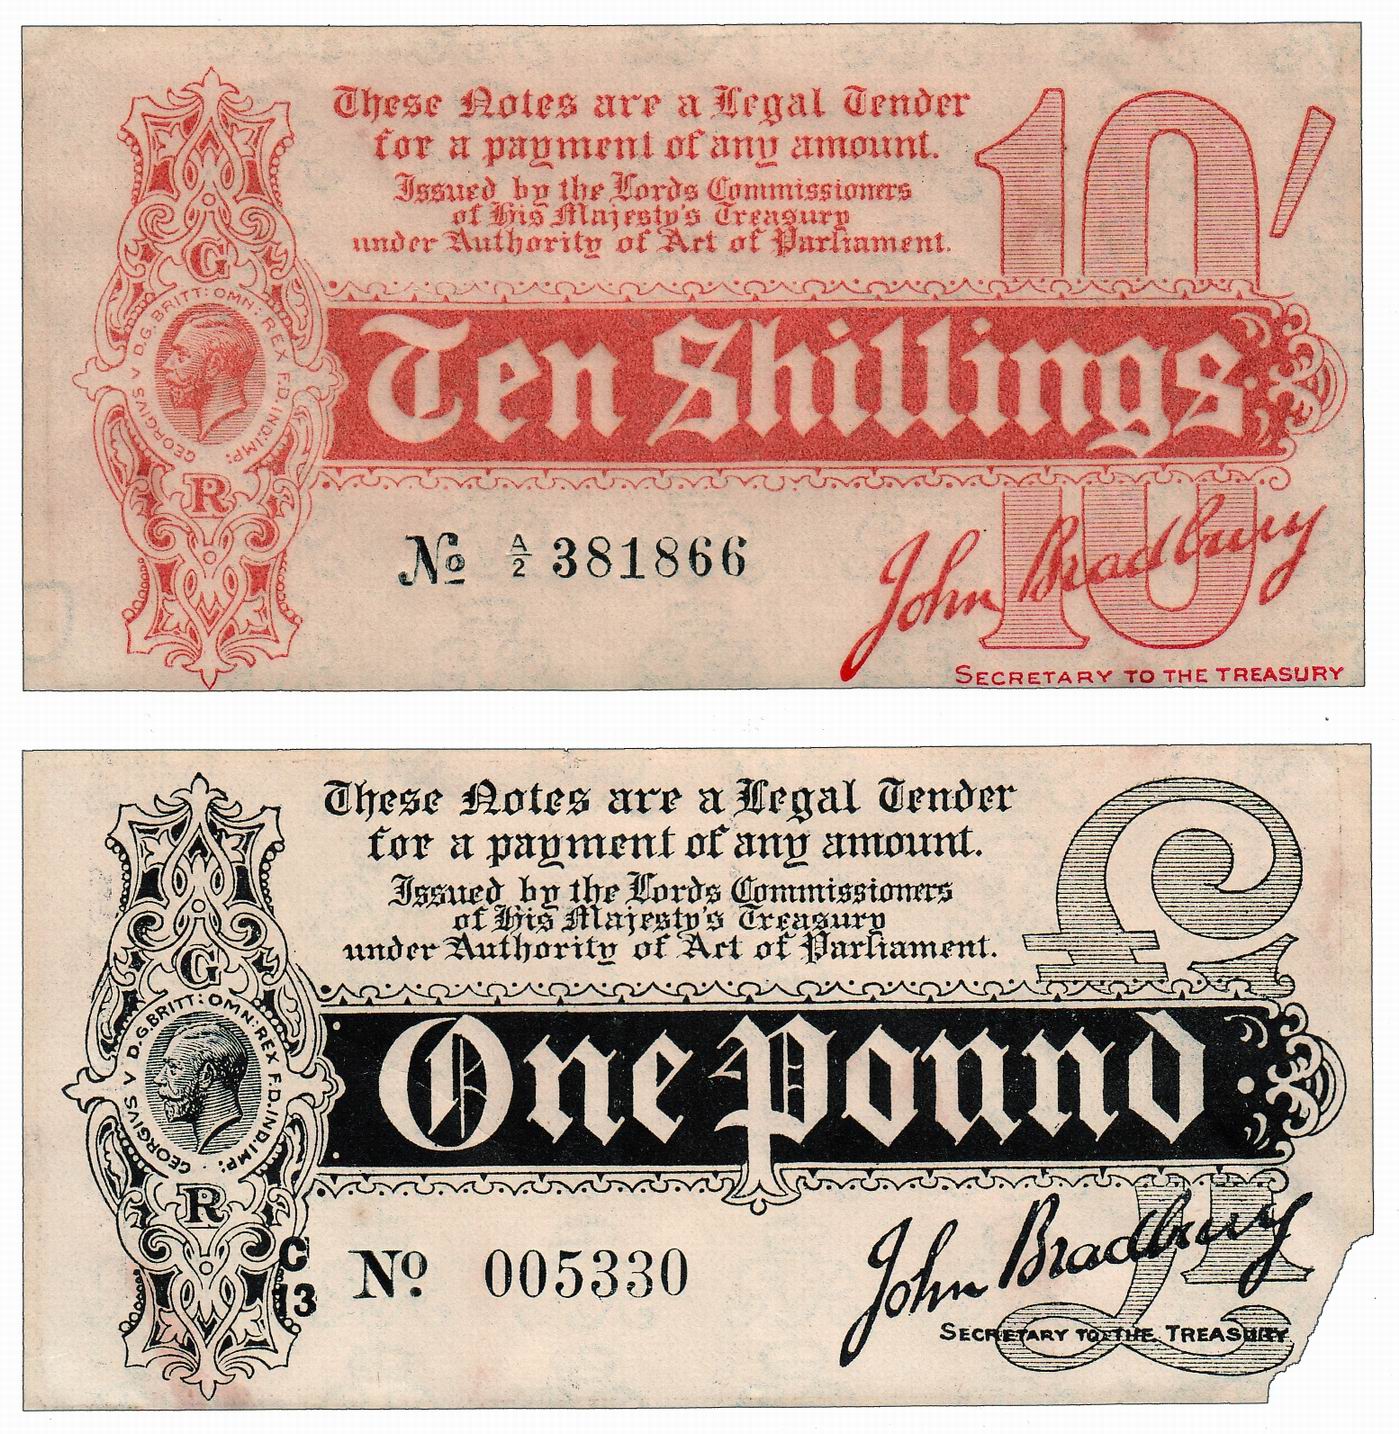 These Notes are a Legal Tender
for a payment of any amount.
Issued by the Lords Commissioners
of His Majesty's Treasury
under Authority of Act of Parliament.
10/
G
GEORGIVS V D.G.BRITT: OMN: REX F.D.IND:IMP:
R
Ten Shillings
10
No A/2 381866
John Bradbury
SECRETARY TO THE TREASURY
These Notes are a Legal Tender
for a payment of any amount.
Issued by the Lords Commissioners
of His Majesty's Treasury
under Authority of Act of Parliament.
£
G
GEORGIVS V D.G.BRITT: OMN: REX F.D.IND:IMP:
R
One Pound
£1
C
13
No. 005330
John Bradbury
SECRETARY TO THE TREASURY